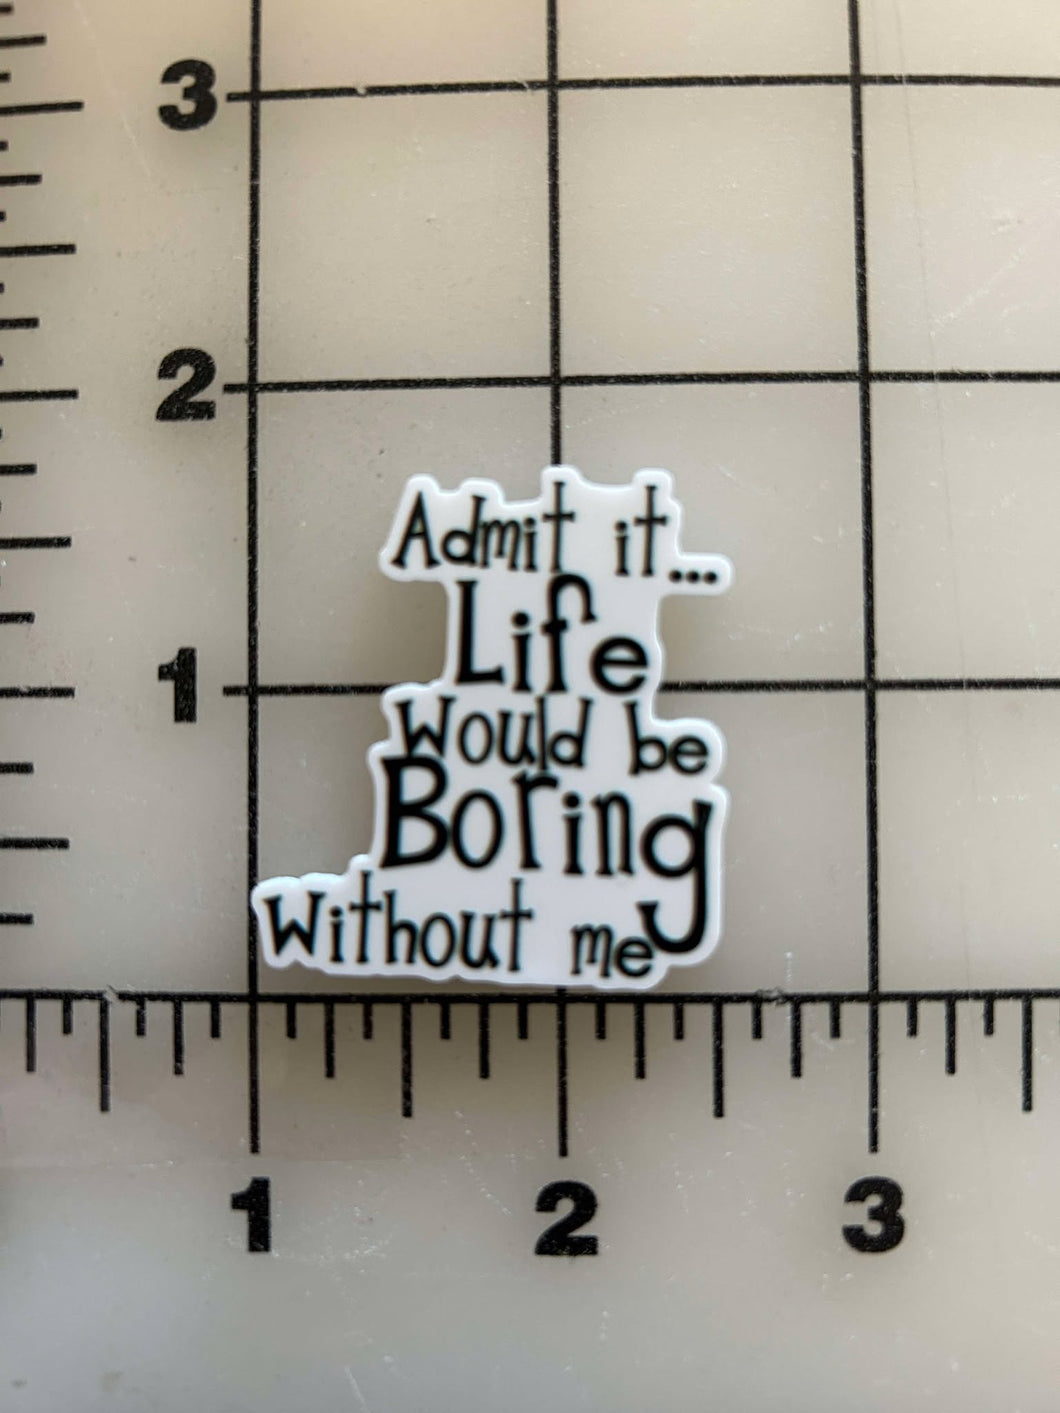 3
2
Admit it...
Life
1
Would be
Boring
Without me
1 2 3